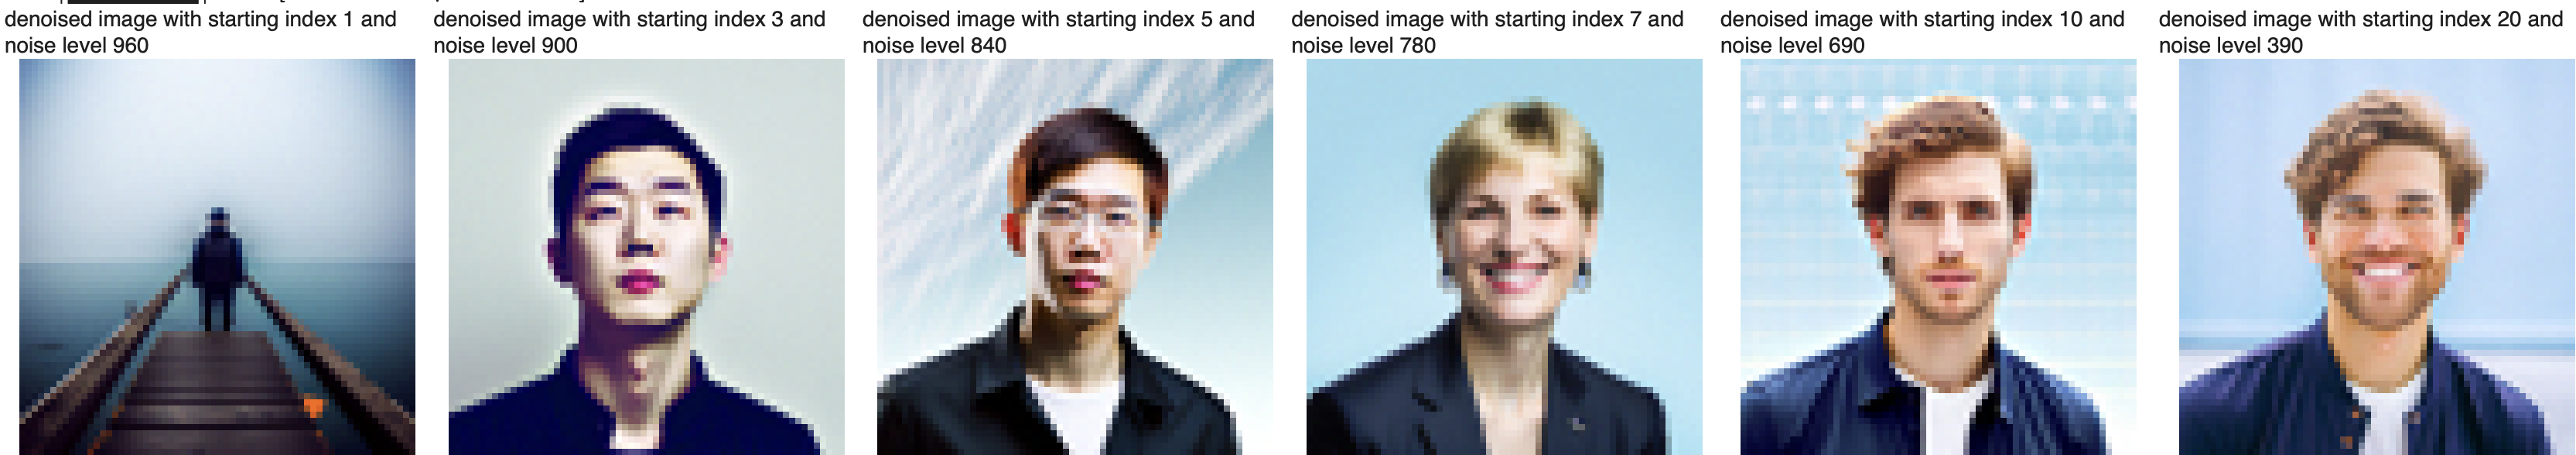 denoised image with starting index 1 and
noise level 960
denoised image with starting index 3 and
noise level 900
denoised image with starting index 5 and
noise level 840
denoised image with starting index 7 and
noise level 780
denoised image with starting index 10 and
noise level 690
denoised image with starting index 20 and
noise level 390